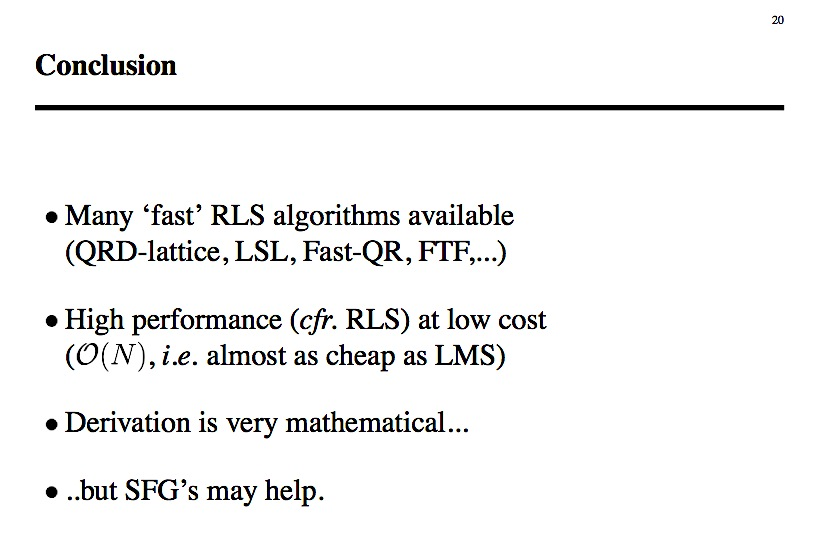 20
Conclusion
• Many ‘fast’ RLS algorithms available
(QRD-lattice, LSL, Fast-QR, FTF,...)
• High performance (cfr. RLS) at low cost
(O(N), i.e. almost as cheap as LMS)
• Derivation is very mathematical...
• ..but SFG’s may help.